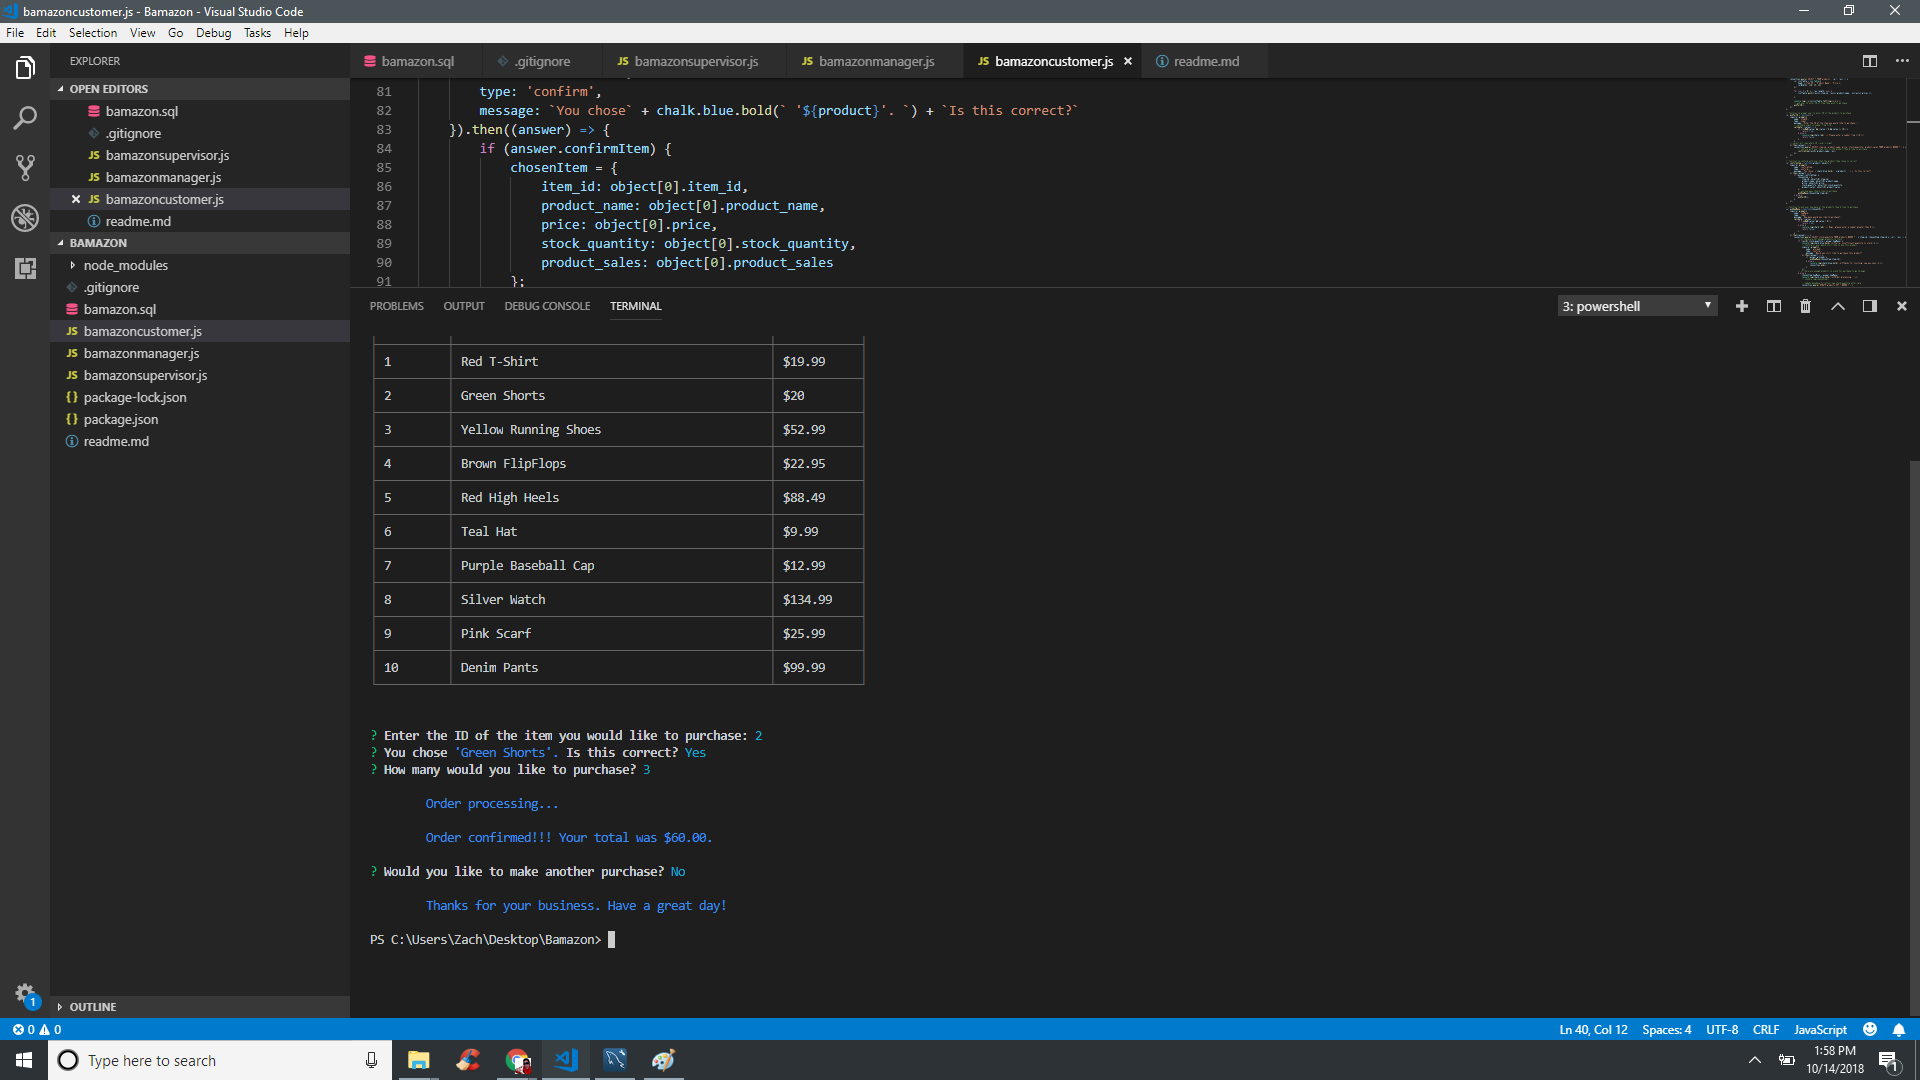 bamazoncustomer.js - Bamazon - Visual Studio Code
File Edit Selection View Go Debug Tasks Help
EXPLORER
OPEN EDITORS
bamazon.sql
.gitignore
JS bamazonsupervisor.js
JS bamazonmanager.js
JS bamazoncustomer.js
readme.md
BAMAZON
node_modules
.gitignore
bamazon.sql
JS bamazoncustomer.js
JS bamazonmanager.js
JS bamazonsupervisor.js
{} package-lock.json
{} package.json
readme.md
OUTLINE
bamazon.sql .gitignore JS bamazonsupervisor.js JS bamazonmanager.js JS bamazoncustomer.js readme.md
81 type: 'confirm',
82 message: `You chose` + chalk.blue.bold(` '${product}'. `) + `Is this correct?`
83 }).then((answer) => {
84 if (answer.confirmItem) {
85 chosenItem = {
86 item_id: object[0].item_id,
87 product_name: object[0].product_name,
88 price: object[0].price,
89 stock_quantity: object[0].stock_quantity,
90 product_sales: object[0].product_sales
91 };
PROBLEMS OUTPUT DEBUG CONSOLE TERMINAL 3: powershell
1 Red T-Shirt $19.99
2 Green Shorts $20
3 Yellow Running Shoes $52.99
4 Brown FlipFlops $22.95
5 Red High Heels $88.49
6 Teal Hat $9.99
7 Purple Baseball Cap $12.99
8 Silver Watch $134.99
9 Pink Scarf $25.99
10 Denim Pants $99.99
? Enter the ID of the item you would like to purchase: 2
? You chose 'Green Shorts'. Is this correct? Yes
? How many would you like to purchase? 3
Order processing...
Order confirmed!!! Your total was $60.00.
? Would you like to make another purchase? No
Thanks for your business. Have a great day!
PS C:\Users\Zach\Desktop\Bamazon>
1
0 0 Ln 40, Col 12 Spaces: 4 UTF-8 CRLF JavaScript
Type here to search
1:58 PM
10/14/2018
1